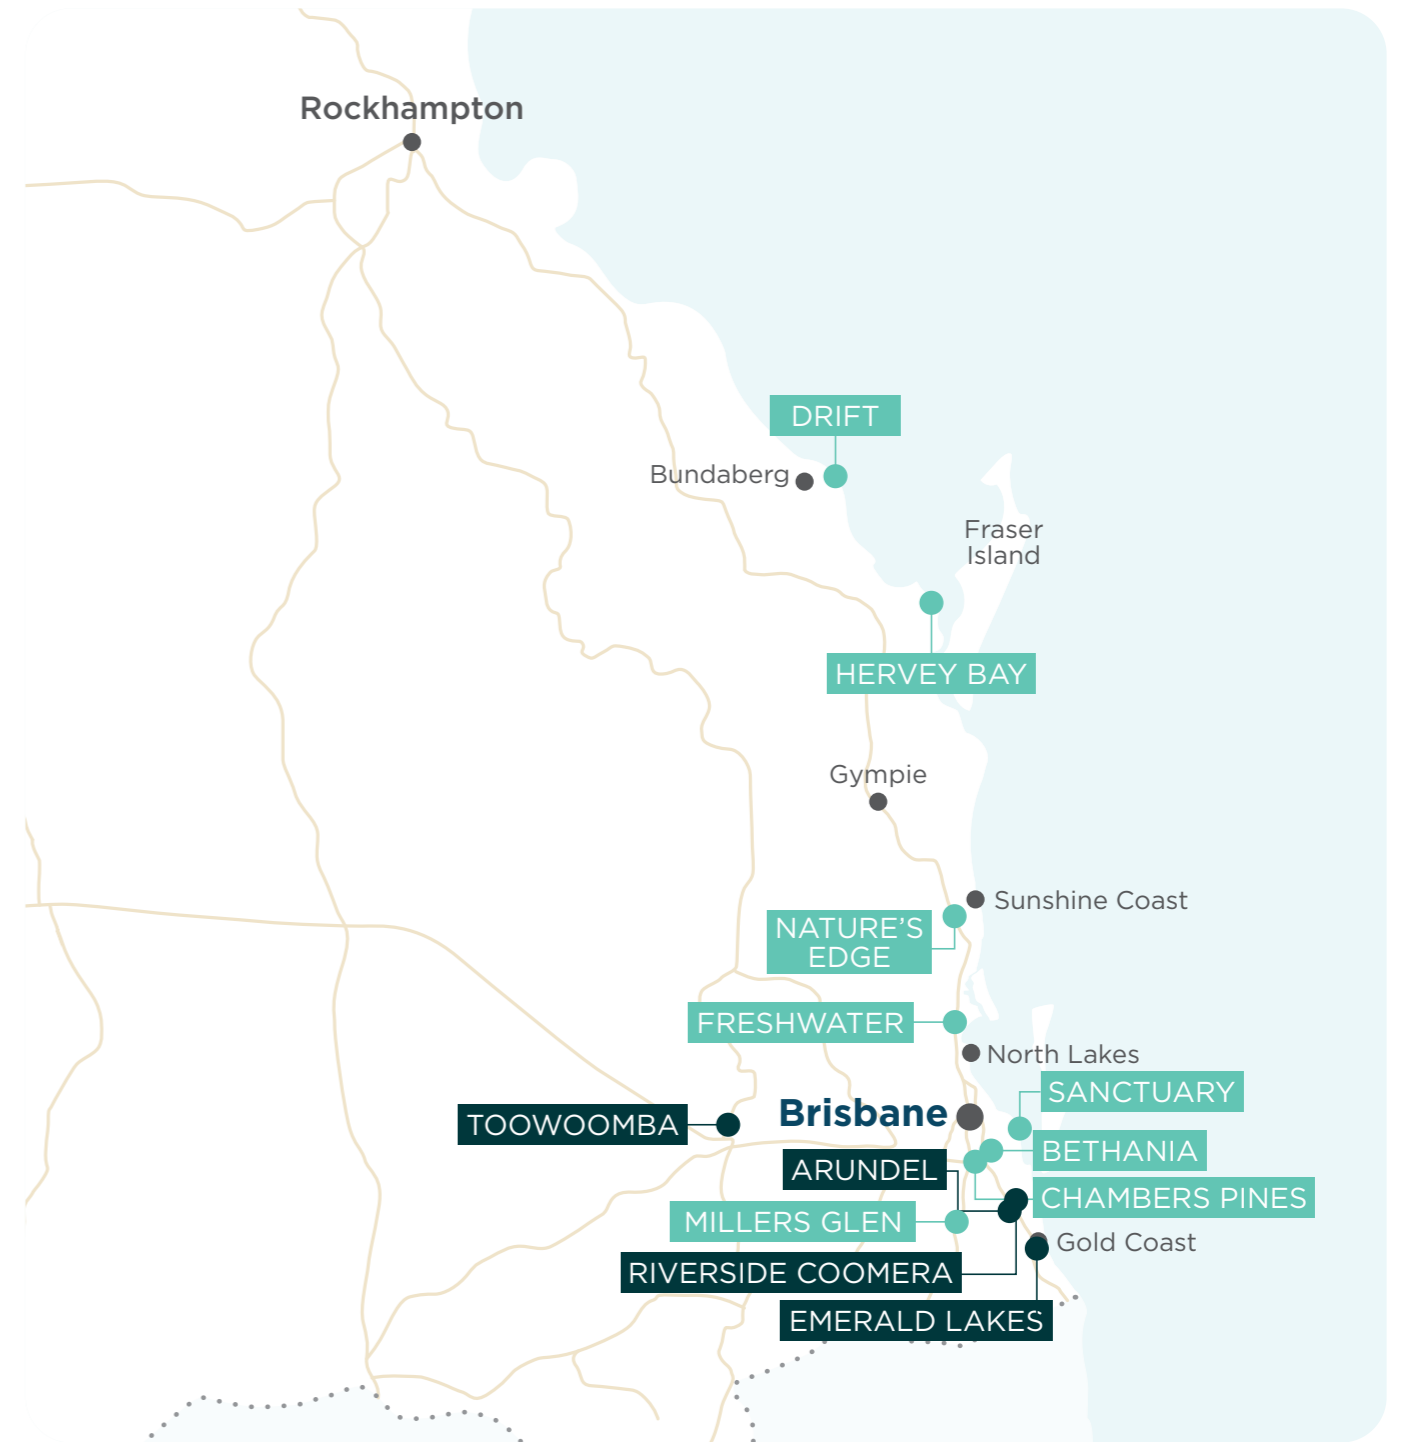 Rockhampton
DRIFT
Bundaberg
Fraser
Island
HERVEY BAY
Gympie
Sunshine Coast
NATURE'S
EDGE
FRESHWATER
North Lakes
SANCTUARY
Brisbane
TOOWOOMBA
BETHANIA
ARUNDEL
CHAMBERS PINES
MILLERS GLEN
Gold Coast
RIVERSIDE COOMERA
EMERALD LAKES